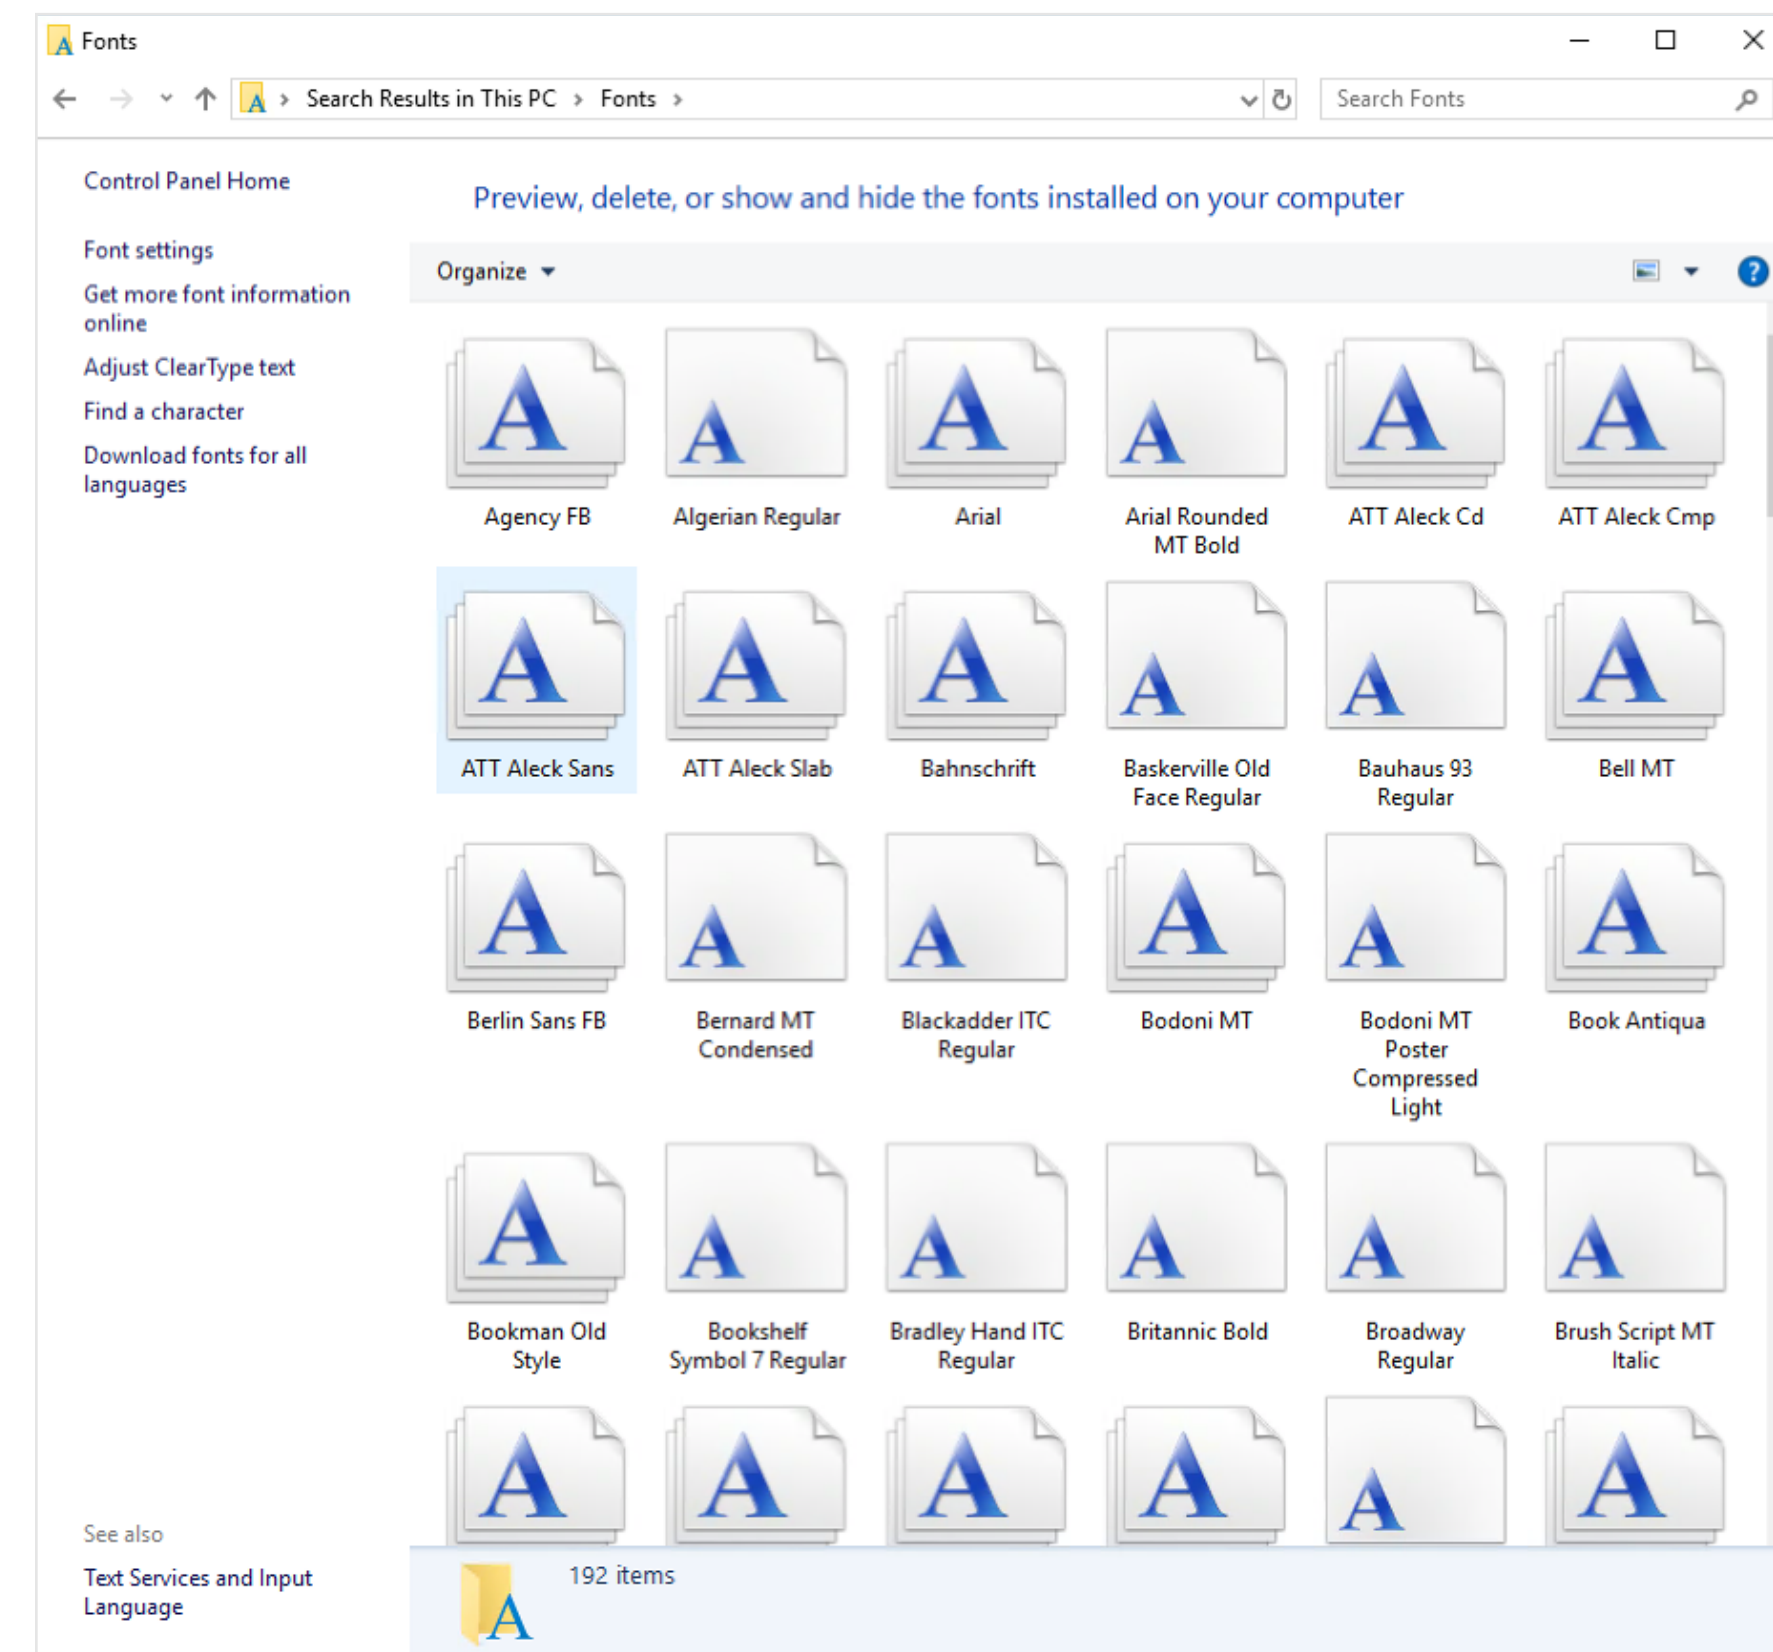 Fonts
Search Results in This PC > Fonts >
Search Fonts
Control Panel Home
Font settings
Get more font information
online
Adjust ClearType text
Find a character
Download fonts for all
languages
See also
Text Services and Input
Language
Preview, delete, or show and hide the fonts installed on your computer
Organize
?
Agency FB
Algerian Regular
Arial
Arial Rounded
MT Bold
ATT Aleck Cd
ATT Aleck Cmp
ATT Aleck Sans
ATT Aleck Slab
Bahnschrift
Baskerville Old
Face Regular
Bauhaus 93
Regular
Bell MT
Berlin Sans FB
Bernard MT
Condensed
Blackadder ITC
Regular
Bodoni MT
Bodoni MT
Poster
Compressed
Light
Book Antiqua
Bookman Old
Style
Bookshelf
Symbol 7 Regular
Bradley Hand ITC
Regular
Britannic Bold
Broadway
Regular
Brush Script MT
Italic
192 items